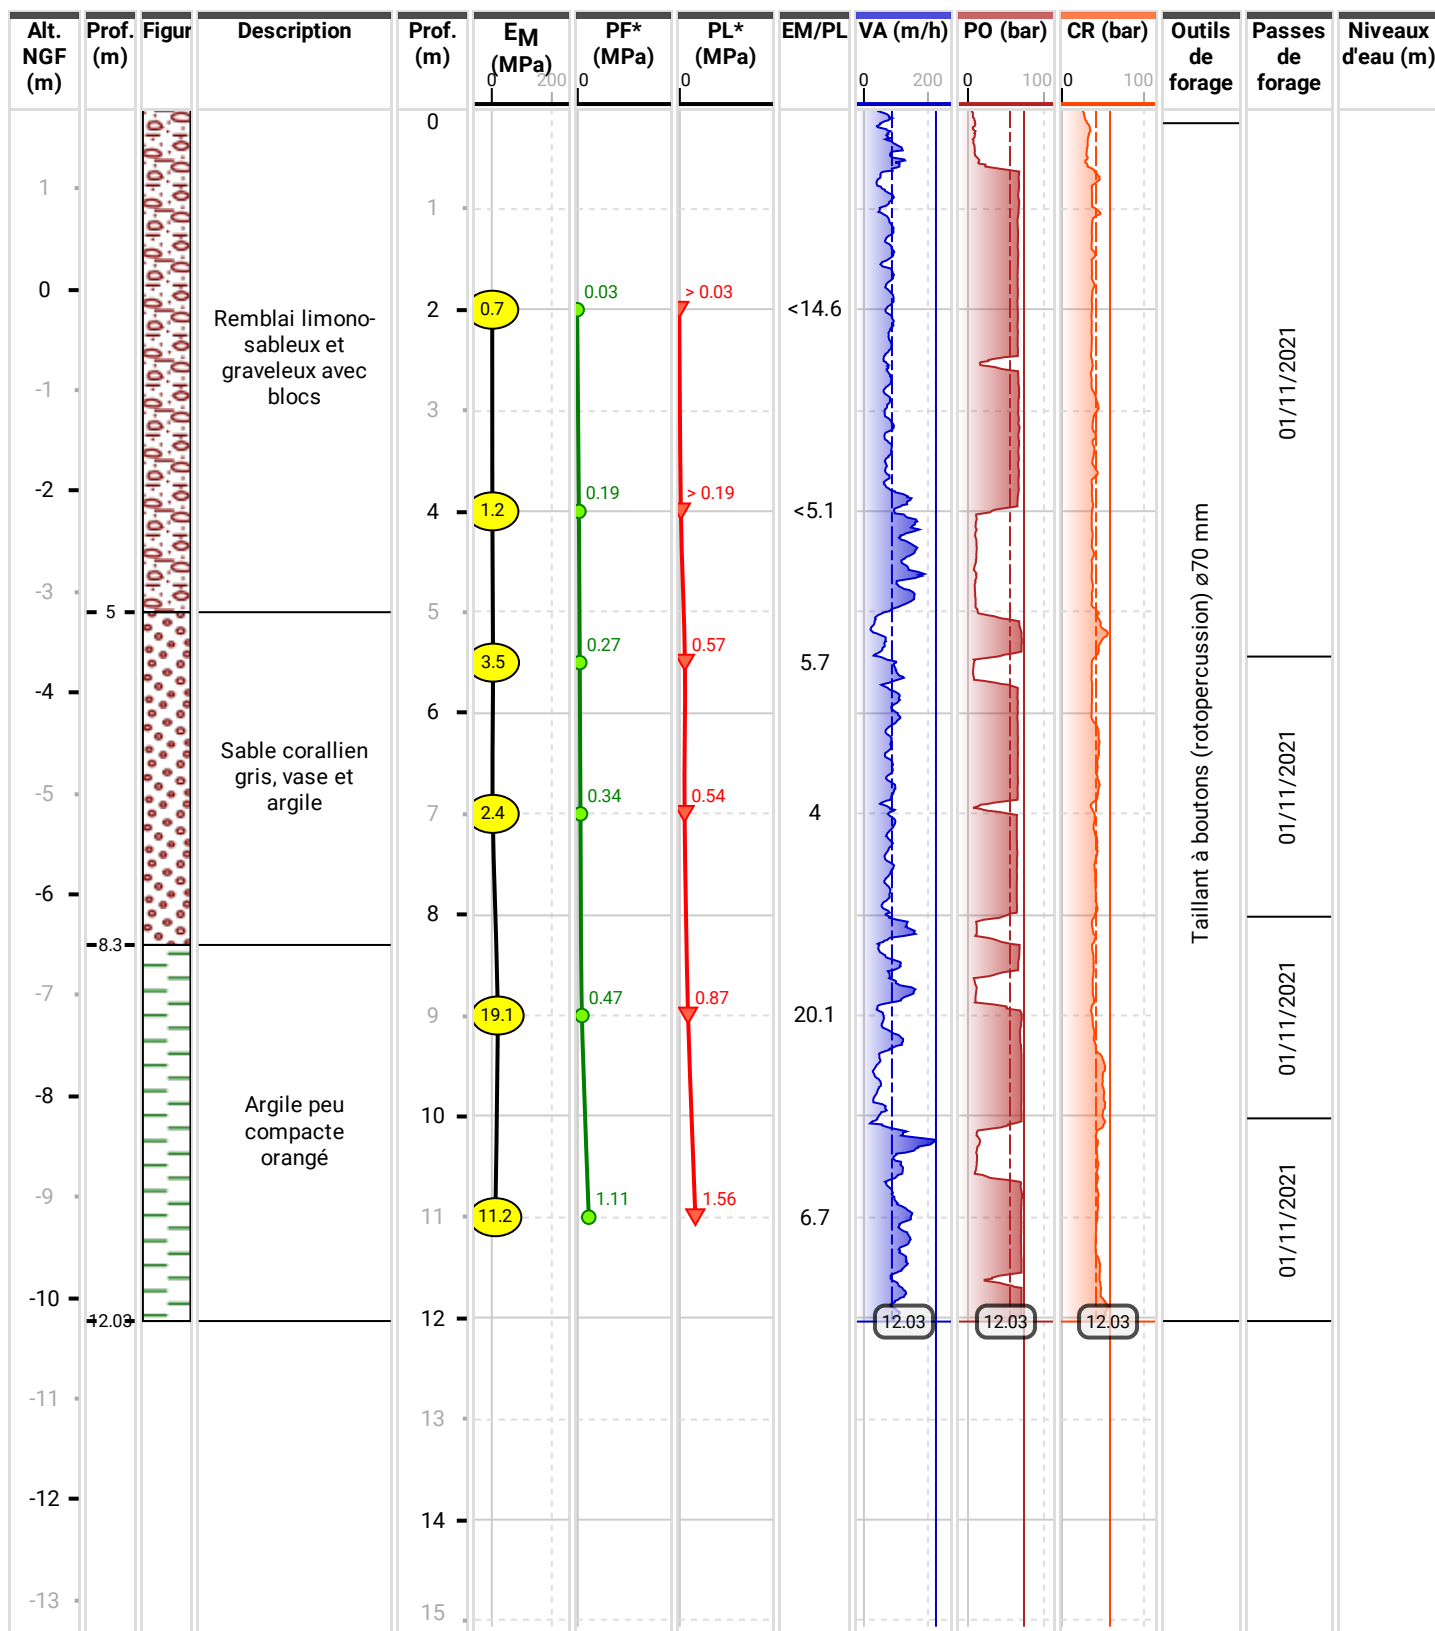 Alt.
NGF
(m)
Prof.
(m)
Figur
Description
Prof.
(m)
EM
(MPa)
0 200
PF*
(MPa)
0
PL*
(MPa)
0
EM/PL
VA (m/h)
0 200
PO (bar)
0 100
CR (bar)
0 100
Outils
de
forage
Passes
de
forage
Niveaux
d'eau (m)
1
0
-1
-2
-3
-4
-5
-6
-7
-8
-9
-10
-11
-12
-13
5
8.3
12.03
Remblai limono-
sableux et
graveleux avec
blocs
Sable corallien
gris, vase et
argile
Argile peu
compacte
orangé
0
1
2
3
4
5
6
7
8
9
10
11
12
13
14
15
0.7
1.2
3.5
2.4
19.1
11.2
0.03
0.19
0.27
0.34
0.47
1.11
> 0.03
> 0.19
0.57
0.54
0.87
1.56
<14.6
<5.1
5.7
4
20.1
6.7
12.03
12.03
12.03
Taillant à butons (rotopercussion) ⌀70 mm
01/11/2021
01/11/2021
01/11/2021
01/11/2021